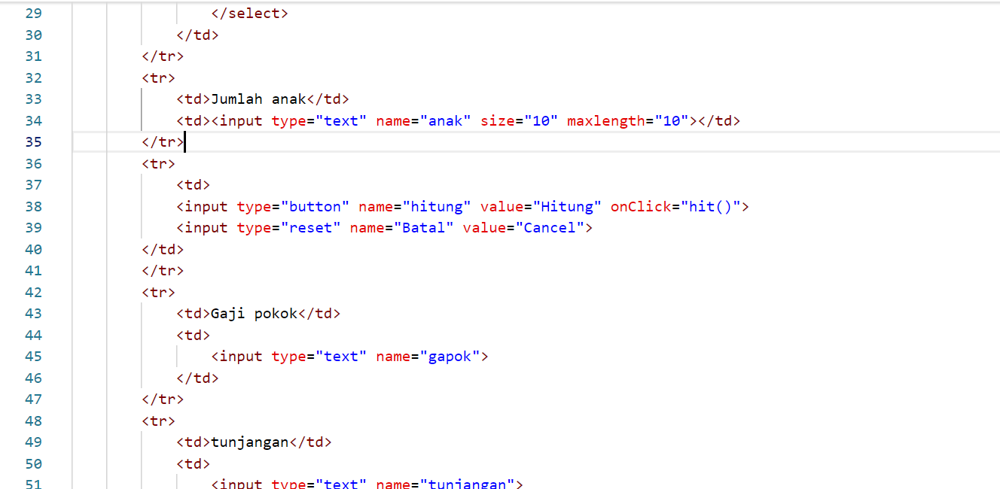 29 </select>
30 </td>
31 </tr>
32 <tr>
33 <td>Jumlah anak</td>
34 <td><input type="text" name="anak" size="10" maxlength="10"></td>
35 </tr>
36 <tr>
37 <td>
38 <input type="button" name="hitung" value="Hitung" onClick="hit()">
39 <input type="reset" name="Batal" value="Cancel">
40 </td>
41 </tr>
42 <tr>
43 <td>Gaji pokok</td>
44 <td>
45 <input type="text" name="gapok">
46 </td>
47 </tr>
48 <tr>
49 <td>tunjangan</td>
50 <td>
51 <input type="text" name="tunjangan">